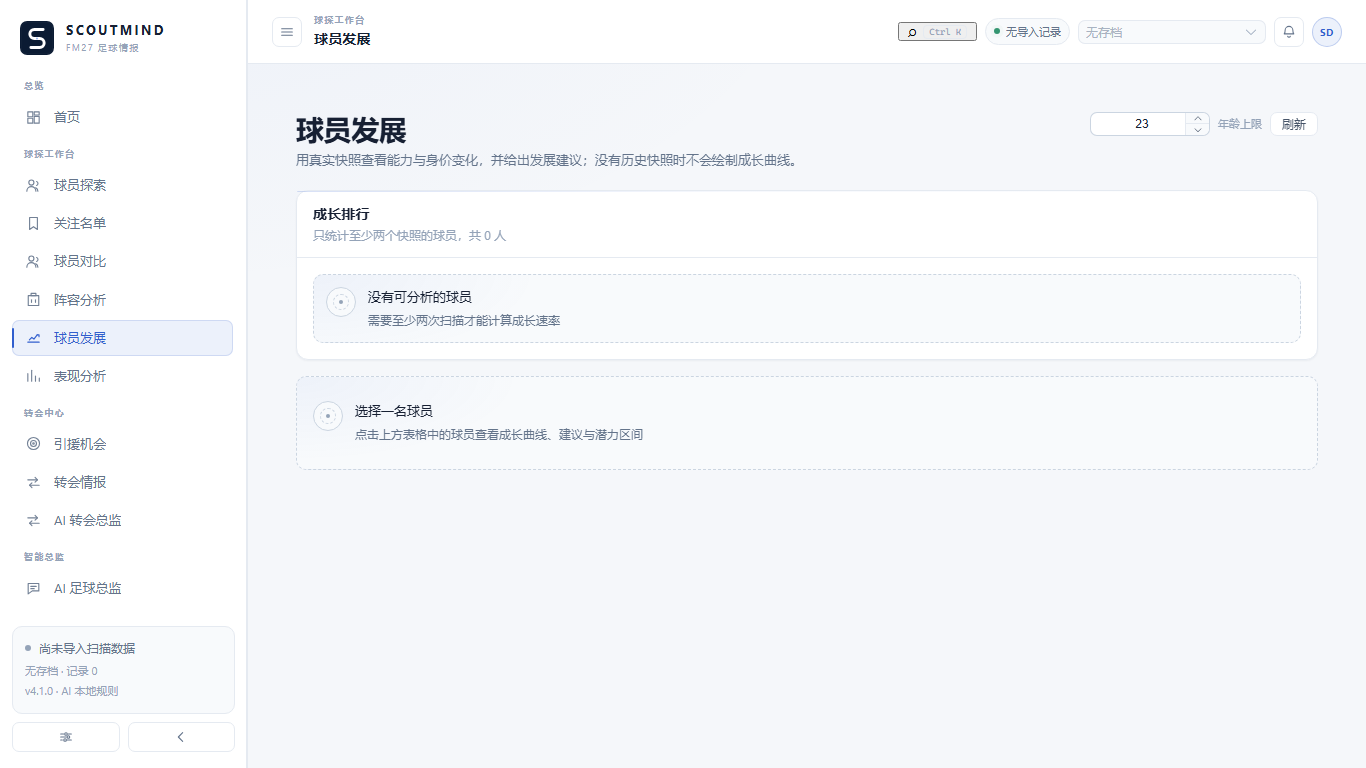 SCOUTMIND
FM27 足球情报
总览
首页
球探工作台
球员探索
关注名单
球员对比
阵容分析
球员发展
表现分析
转会中心
引援机会
转会情报
AI 转会总监
智能总监
AI 足球总监
尚未导入扫描数据
无存档 · 记录 0
v4.1.0 · AI 本地规则
球探工作台
球员发展
Ctrl K
无导入记录
无存档
SD
球员发展
用真实快照查看能力与身价变化，并给出发展建议；没有历史快照时不会绘制成长曲线。
23
年龄上限
刷新
成长排行
只统计至少两个快照的球员，共 0 人
没有可分析的球员
需要至少两次扫描才能计算成长速率
选择一名球员
点击上方表格中的球员查看成长曲线、建议与潜力区间